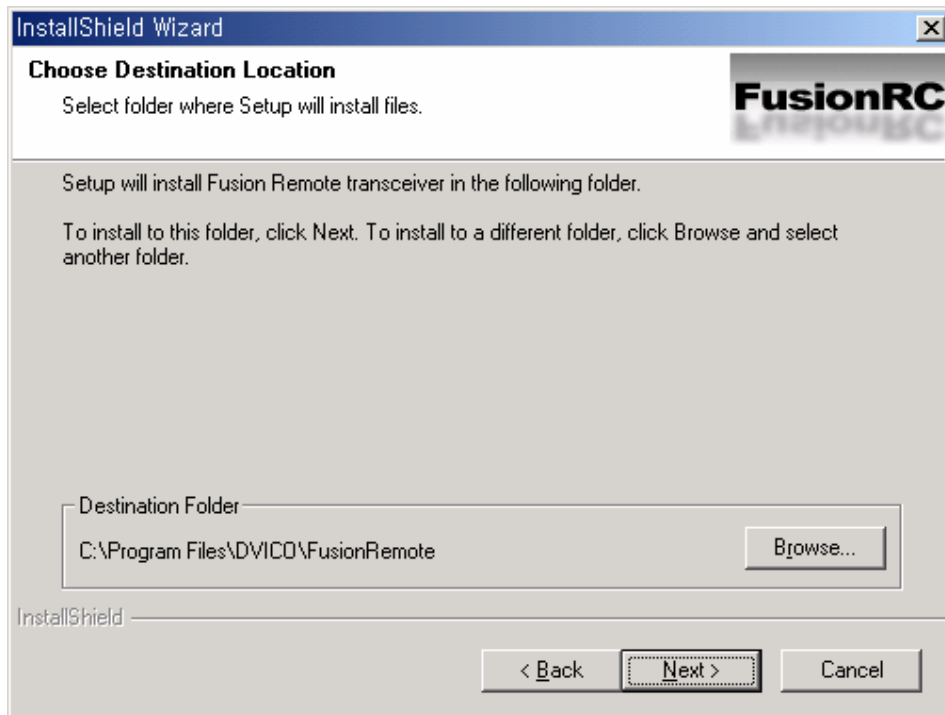 InstallShield Wizard
Choose Destination Location
Select folder where Setup will install files.
FusionRC
Setup will install Fusion Remote transceiver in the following folder.
To install to this folder, click Next. To install to a different folder, click Browse and select
another folder.
Destination Folder
C:\Program Files\DVICO\FusionRemote
Browse...
InstallShield
< Back
Next >
Cancel